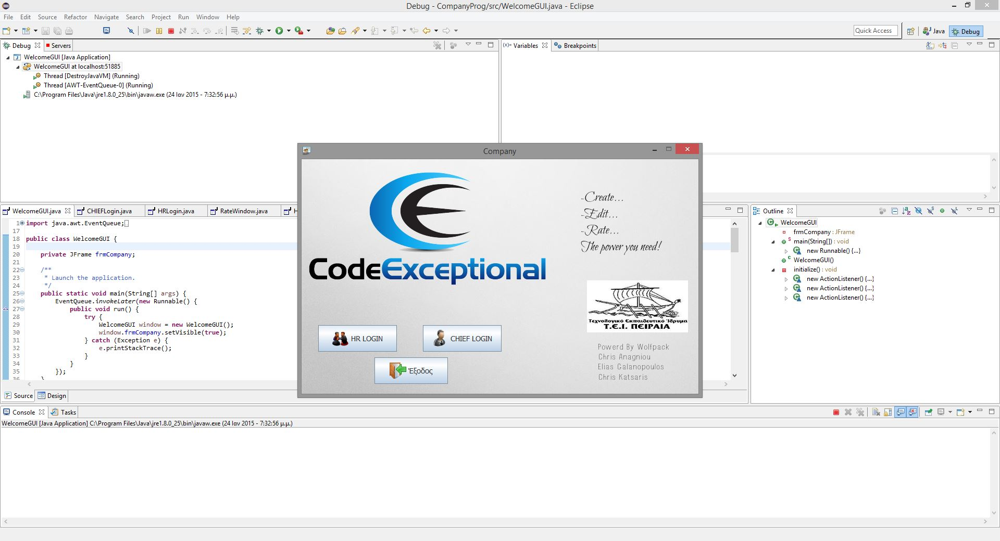 Debug - CompanyProg/src/WelcomeGUI.java - Eclipse
File Edit Source Refactor Navigate Search Project Run Window Help
Quick Access Java Debug
Debug Servers
WelcomeGUI [Java Application]
WelcomeGUI at localhost:51885
Thread [DestroyJavaVM] (Running)
Thread [AWT-EventQueue-0] (Running)
C:\Program Files\Java\jre1.8.0_25\bin\javaw.exe (24 Ιαν 2015 - 7:32:56 μ.μ.)
(x)= Variables Breakpoints
WelcomeGUI.java CHIEFLogin.java HRLogin.java RateWindow.java H
1 import java.awt.EventQueue;
17
18 public class WelcomeGUI {
19
20 private JFrame frmCompany;
21
22 /**
23 * Launch the application.
24 */
25 public static void main(String[] args) {
26 EventQueue.invokeLater(new Runnable() {
27 public void run() {
28 try {
29 WelcomeGUI window = new WelcomeGUI();
30 window.frmCompany.setVisible(true);
31 } catch (Exception e) {
32 e.printStackTrace();
33 }
34 }
35 });
36 }
Source Design
Company
CodeExceptional
-Create...
-Edit...
-Rate...
The power you need!
Τεχνολογικό Εκπαιδευτικό Ίδρυμα
Τ.Ε.Ι. ΠΕΙΡΑΙΑ
HR LOGIN
CHIEF LOGIN
Έξοδος
Powerd By Wolfpack
Chris Anagniou
Elias Galanopoulos
Chris Katsaris
Outline
WelcomeGUI
frmCompany : JFrame
main(String[]) : void
new Runnable() {...}
WelcomeGUI()
initialize() : void
new ActionListener() {...}
new ActionListener() {...}
new ActionListener() {...}
Console Tasks
WelcomeGUI [Java Application] C:\Program Files\Java\jre1.8.0_25\bin\javaw.exe (24 Ιαν 2015 - 7:32:56 μ.μ.)